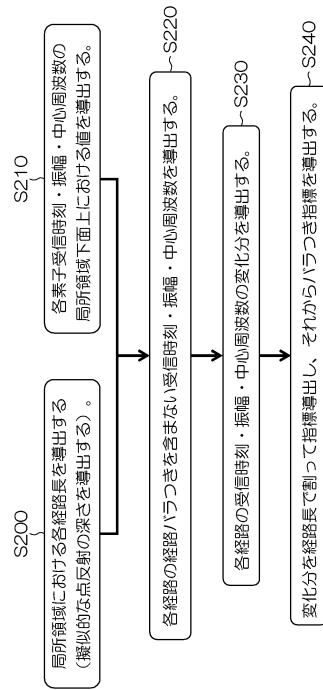 S200
局所領域における各経路長を導出する
（擬似的な点反射の深さを導出する）。
S210
各素子受信時刻・振幅・中心周波数の
局所領域下面上における値を導出する。
S220
各経路の経路バラつきを含まない受信時刻・振幅・中心周波数を導出する。
S230
各経路の受信時刻・振幅・中心周波数の変化分を導出する。
S240
変化分を経路長で割って指標導出し、それからバラつき指標を導出する。